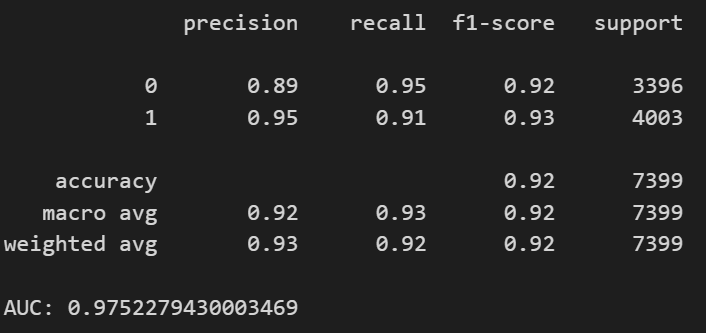 precision recall f1-score support
0 0.89 0.95 0.92 3396
1 0.95 0.91 0.93 4003
accuracy 0.92 7399
macro avg 0.92 0.93 0.92 7399
weighted avg 0.93 0.92 0.92 7399
AUC: 0.9752279430003469